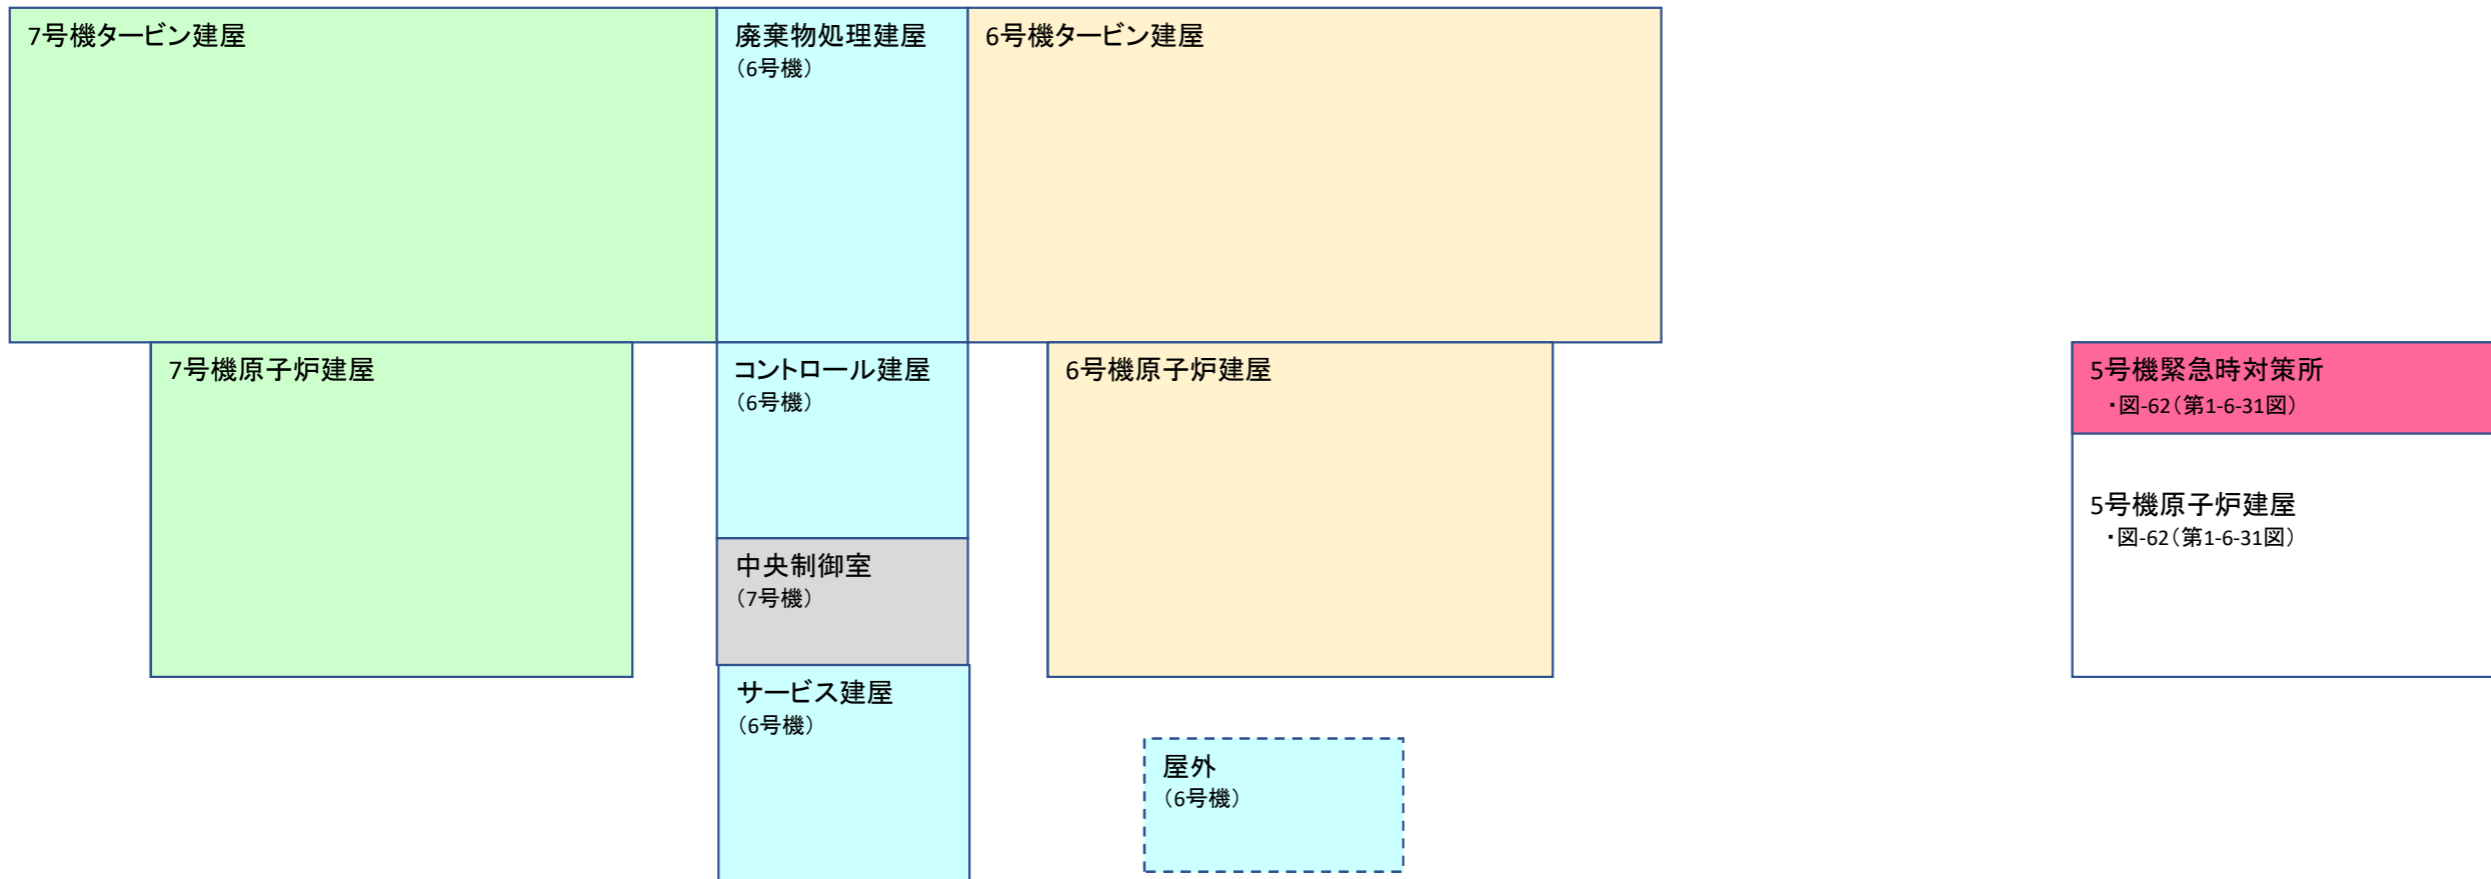 7号機タービン建屋
廃棄物処理建屋
（6号機）
6号機タービン建屋
7号機原子炉建屋
コントロール建屋
（6号機）
6号機原子炉建屋
5号機緊急時対策所
・図-62（第1-6-31図）
5号機原子炉建屋
・図-62（第1-6-31図）
中央制御室
（7号機）
サービス建屋
（6号機）
屋外
（6号機）